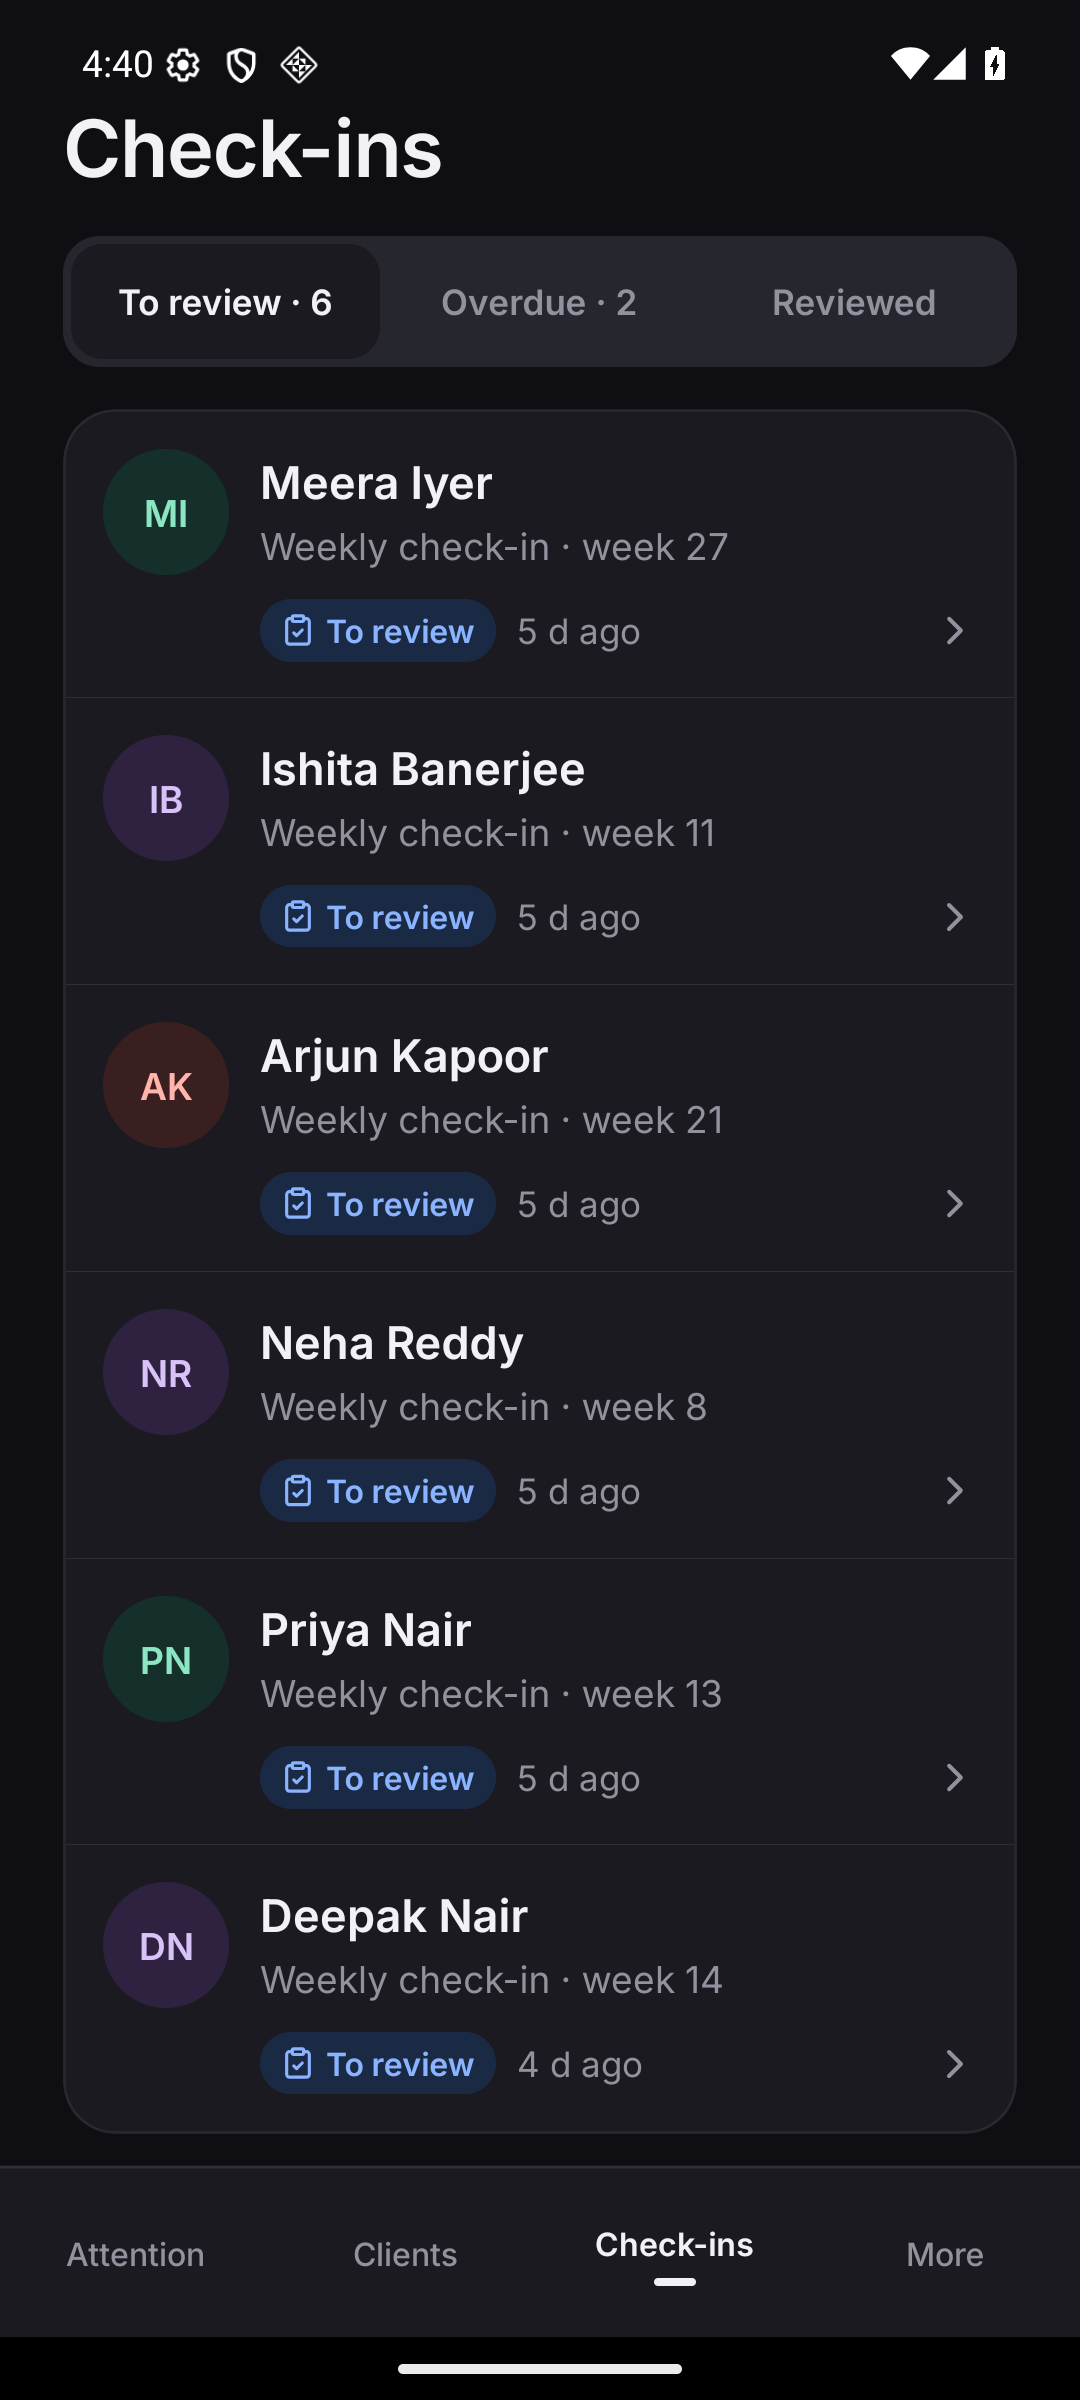 4:40
Check-ins
To review · 6
Overdue · 2
Reviewed
MI
Meera Iyer
Weekly check-in · week 27
To review 5 d ago
IB
Ishita Banerjee
Weekly check-in · week 11
To review 5 d ago
AK
Arjun Kapoor
Weekly check-in · week 21
To review 5 d ago
NR
Neha Reddy
Weekly check-in · week 8
To review 5 d ago
PN
Priya Nair
Weekly check-in · week 13
To review 5 d ago
DN
Deepak Nair
Weekly check-in · week 14
To review 4 d ago
Attention
Clients
Check-ins
More